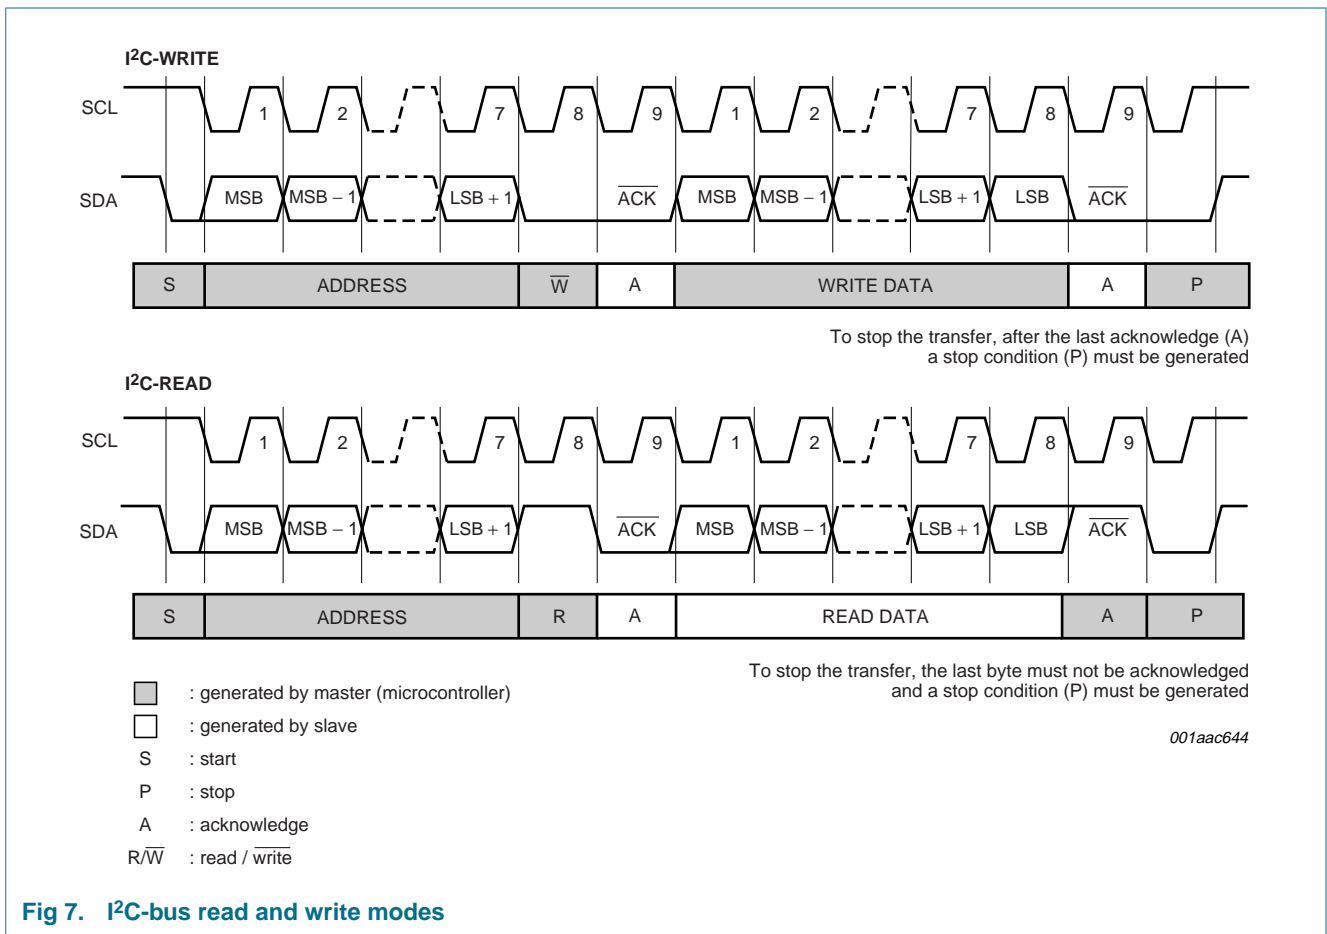 I²C-WRITE
SCL 1 2 7 8 9 1 2 7 8 9
SDA MSB MSB − 1 LSB + 1 A̅C̅K̅ MSB MSB − 1 LSB + 1 LSB A̅C̅K̅
S ADDRESS W̅ A WRITE DATA A P
To stop the transfer, after the last acknowledge (A)
a stop condition (P) must be generated
I²C-READ
SCL 1 2 7 8 9 1 2 7 8 9
SDA MSB MSB − 1 LSB + 1 A̅C̅K̅ MSB MSB − 1 LSB + 1 LSB A̅C̅K̅
S ADDRESS R A READ DATA A P
To stop the transfer, the last byte must not be acknowledged
and a stop condition (P) must be generated
: generated by master (microcontroller)
: generated by slave
001aac644
S : start
P : stop
A : acknowledge
R/W̅ : read / w̅r̅i̅t̅e̅
Fig 7. I²C-bus read and write modes